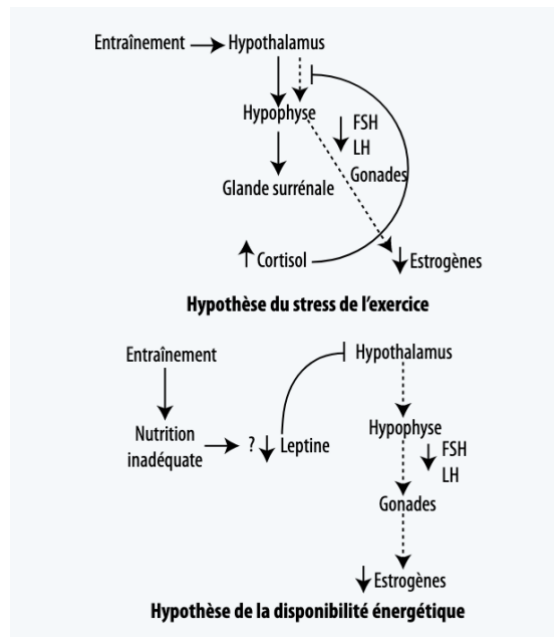 Entraînement Hypothalamus
Hypophyse
FSH
LH
Gonades
Glande surrénale
Cortisol
Estrogènes
Hypothèse du stress de l'exercice
Entraînement
Hypothalamus
Nutrition
inadéquate
? Leptine
Hypophyse
FSH
LH
Gonades
Estrogènes
Hypothèse de la disponibilité énergétique